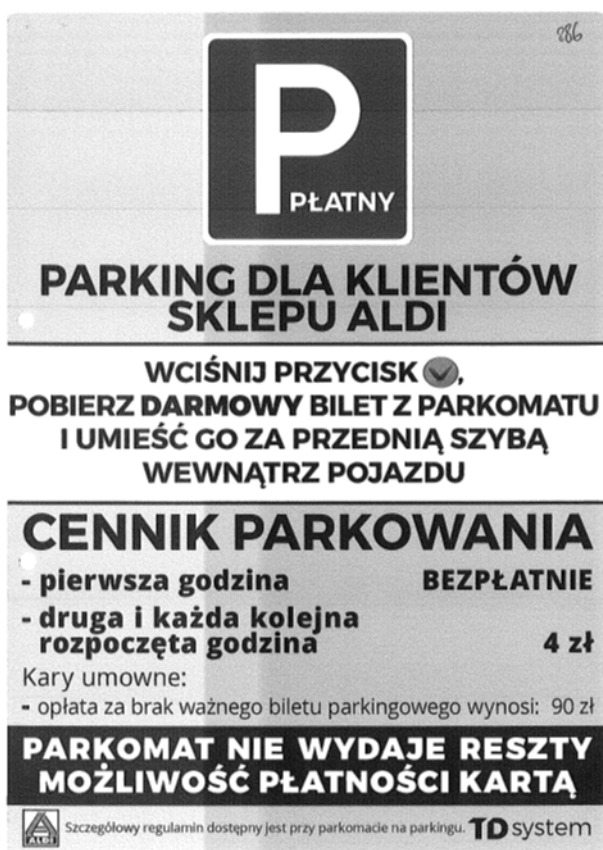 286
P
PŁATNY
PARKING DLA KLIENTÓW
SKLEPU ALDI
WCIŚNIJ PRZYCISK ,
POBIERZ DARMOWY BILET Z PARKOMATU
I UMIEŚĆ GO ZA PRZEDNIĄ SZYBĄ
WEWNĄTRZ POJAZDU
CENNIK PARKOWANIA
- pierwsza godzina BEZPŁATNIE
- druga i każda kolejna
rozpoczęta godzina 4 zł
Kary umowne:
- opłata za brak ważnego biletu parkingowego wynosi: 90 zł
PARKOMAT NIE WYDAJE RESZTY
MOŻLIWOŚĆ PŁATNOŚCI KARTĄ
ALDI Szczegółowy regulamin dostępny jest przy parkomacie na parkingu. TD system